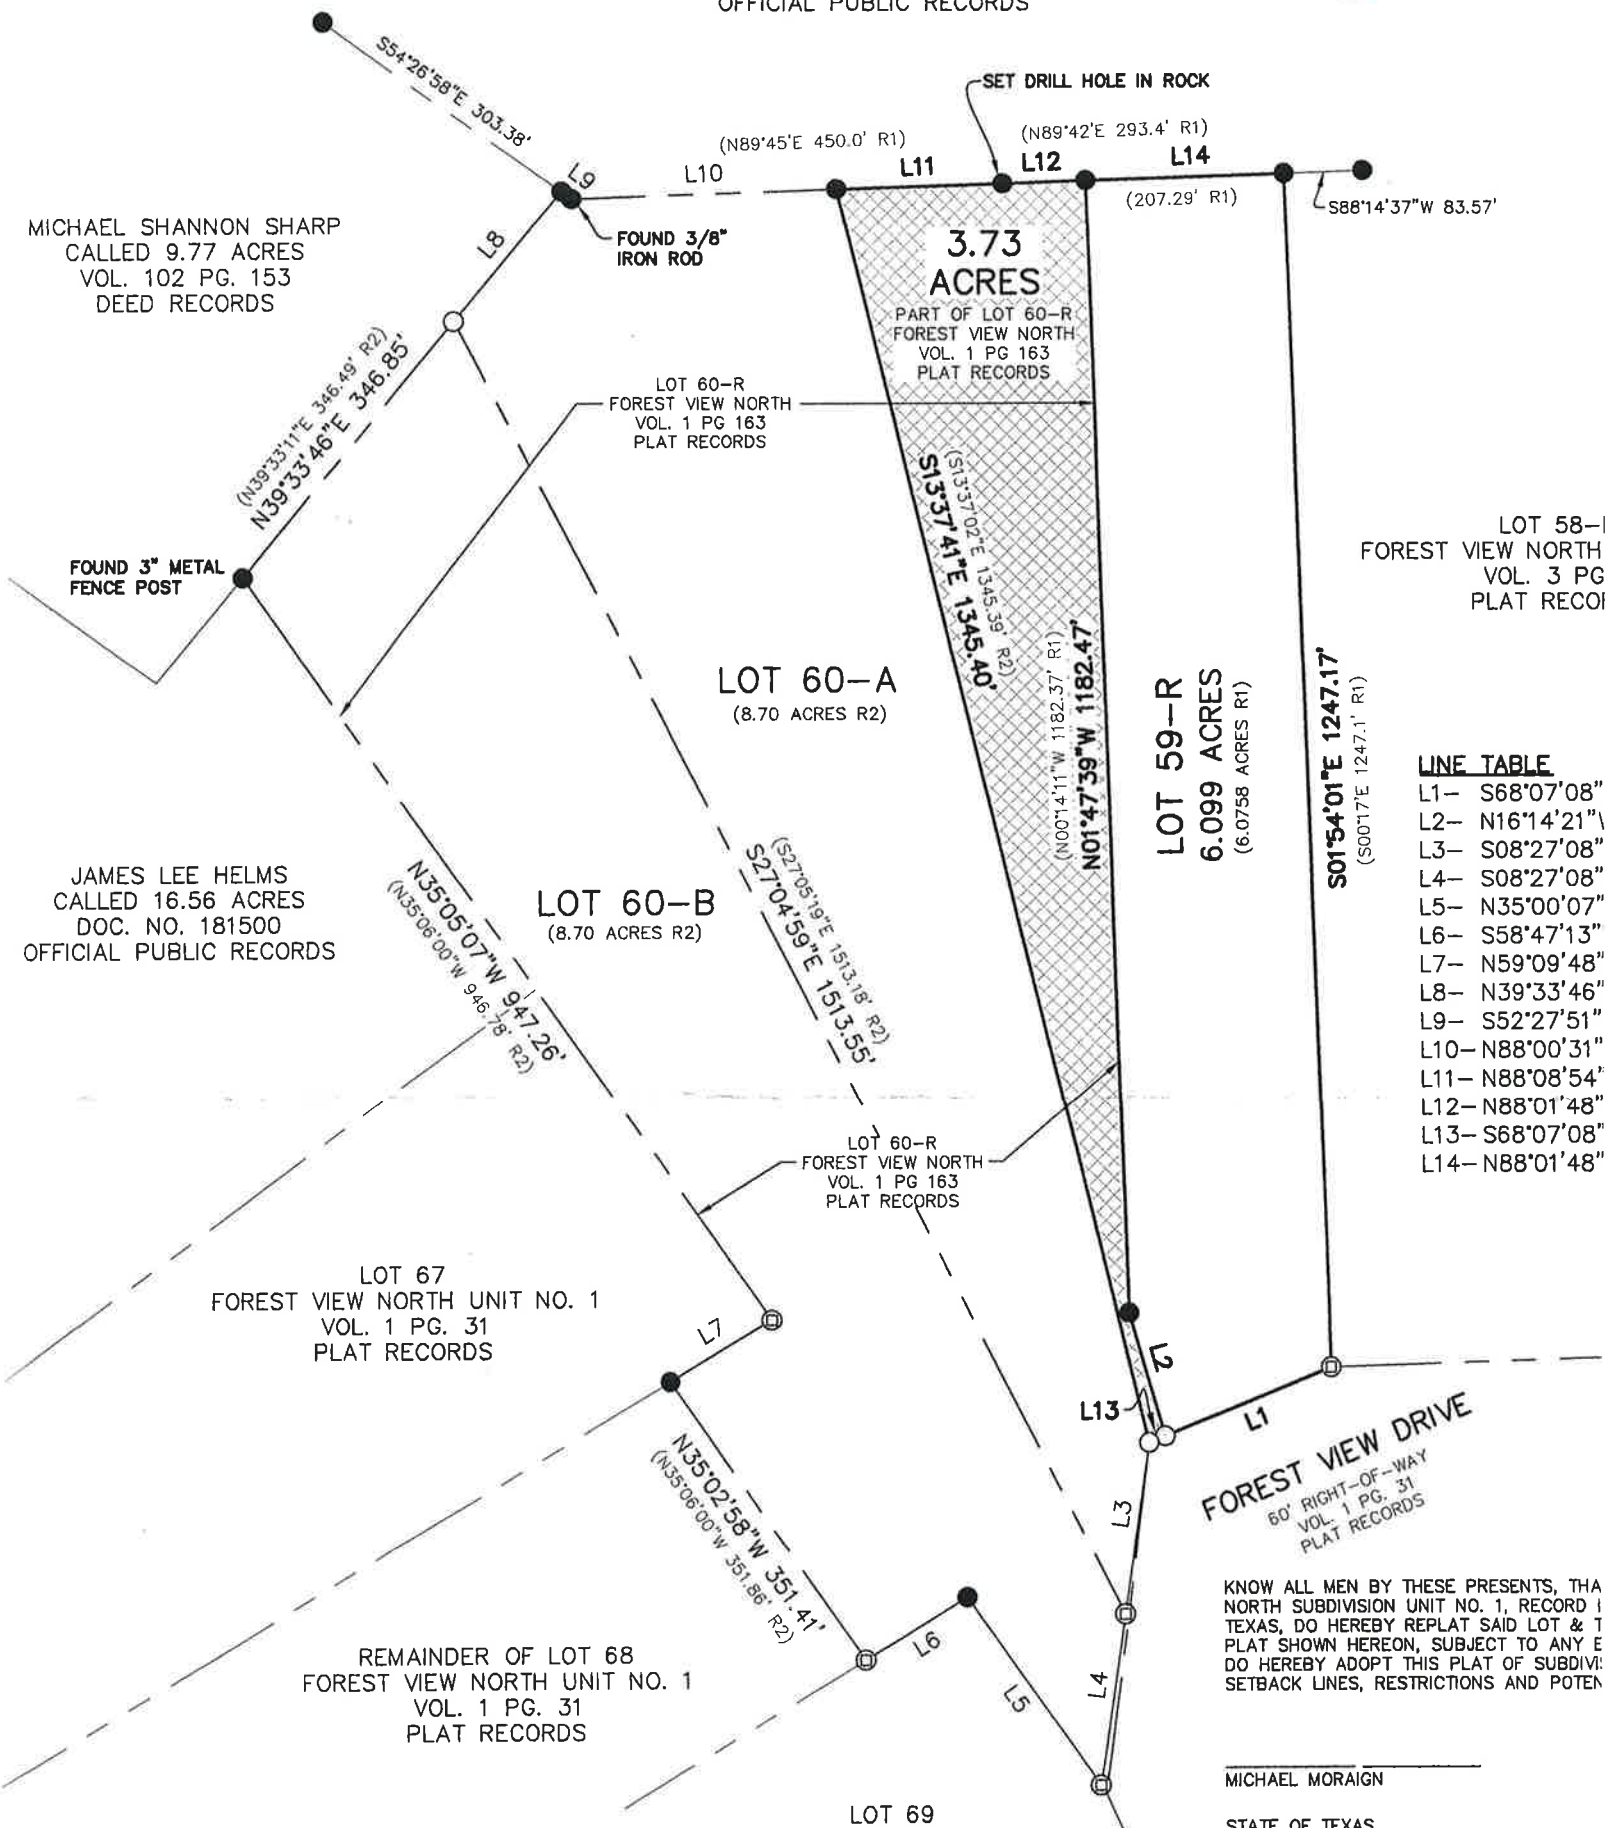 OFFICIAL PUBLIC RECORDS
S54°26'58"E 303.38'
SET DRILL HOLE IN ROCK
(N89°45'E 450.0' R1)
(N89°42'E 293.4' R1)
L9
L10
L11
L12
L14
(207.29' R1)
S88°14'37"W 83.57'
MICHAEL SHANNON SHARP
CALLED 9.77 ACRES
VOL. 102 PG. 153
DEED RECORDS
L8
FOUND 3/8"
IRON ROD
3.73
ACRES
PART OF LOT 60-R
FOREST VIEW NORTH
VOL. 1 PG 163
PLAT RECORDS
(N39°33'11"E 346.49' R2)
N39°33'46"E 346.85'
LOT 60-R
FOREST VIEW NORTH
VOL. 1 PG 163
PLAT RECORDS
FOUND 3" METAL
FENCE POST
(S13°37'02"E 1345.39' R2)
S13°37'41"E 1345.40'
LOT 58-
FOREST VIEW NORTH
VOL. 3 PG
PLAT RECOR
LOT 60-A
(8.70 ACRES R2)
(N00°14'11"W 1182.37' R1)
N01°47'39"W 1182.47'
LOT 59-R
6.099 ACRES
(6.0758 ACRES R1)
S01°54'01"E 1247.17'
(S00°17'E 1247.1' R1)
LINE TABLE
L1- S68°07'08"
L2- N16°14'21"W
L3- S08°27'08"
L4- S08°27'08"
L5- N35°00'07"
L6- S58°47'13"
L7- N59°09'48"
L8- N39°33'46"
L9- S52°27'51"
L10- N88°00'31"
L11- N88°08'54"
L12- N88°01'48"
L13- S68°07'08"
L14- N88°01'48"
JAMES LEE HELMS
CALLED 16.56 ACRES
DOC. NO. 181500
OFFICIAL PUBLIC RECORDS
N35°05'07"W 947.26'
(N35°06'00"W 946.78' R2)
LOT 60-B
(8.70 ACRES R2)
(S27°05'19"E 1513.18' R2)
S27°04'59"E 1513.55'
LOT 60-R
FOREST VIEW NORTH
VOL. 1 PG 163
PLAT RECORDS
LOT 67
FOREST VIEW NORTH UNIT NO. 1
VOL. 1 PG. 31
PLAT RECORDS
L7
L2
L13
L1
FOREST VIEW DRIVE
60' RIGHT-OF-WAY
VOL. 1 PG. 31
PLAT RECORDS
N35°02'58"W 351.41'
(N35°06'00"W 351.86' R2)
L3
L6
L5
L4
REMAINDER OF LOT 68
FOREST VIEW NORTH UNIT NO. 1
VOL. 1 PG. 31
PLAT RECORDS
KNOW ALL MEN BY THESE PRESENTS, THA
NORTH SUBDIVISION UNIT NO. 1, RECORD I
TEXAS, DO HEREBY REPLAT SAID LOT & T
PLAT SHOWN HEREON, SUBJECT TO ANY E
DO HEREBY ADOPT THIS PLAT OF SUBDIVI
SETBACK LINES, RESTRICTIONS AND POTEN
MICHAEL MORAIGN
LOT 69
STATE OF TEXAS